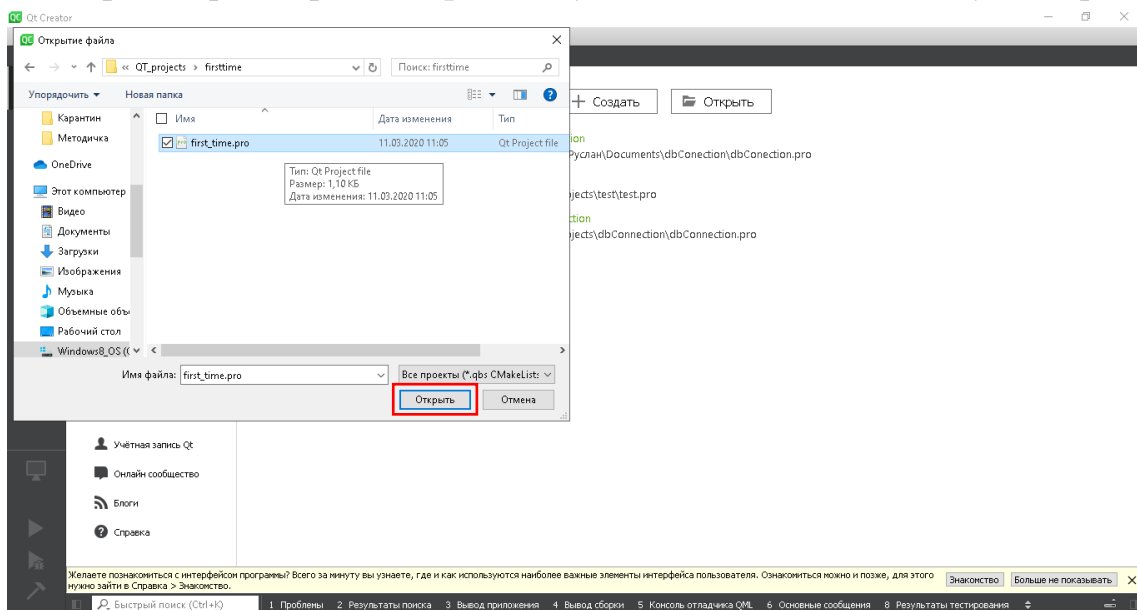 Qt Creator
Открытие файла
« QT_projects › firsttime
Поиск: firsttime
Упорядочить
Новая папка
Карантин
Методичка
OneDrive
Этот компьютер
Видео
Документы
Загрузки
Изображения
Музыка
Объемные объ
Рабочий стол
Windows8_OS ((
Имя
Дата изменения
Тип
first_time.pro
11.03.2020 11:05
Qt Project file
Тип: Qt Project file
Размер: 1,10 КБ
Дата изменения: 11.03.2020 11:05
Имя файла:
first_time.pro
Все проекты (*.qbs CMakeLists
Открыть
Отмена
+ Создать
Открыть
ion
Руслан\Documents\dbConection\dbConection.pro
jects\test\test.pro
ction
jects\dbConnection\dbConnection.pro
Учётная запись Qt
Онлайн сообщество
Блоги
Справка
Желаете познакомиться с интерфейсом программы? Всего за минуту вы узнаете, где и как используются наиболее важные элементы интерфейса пользователя. Ознакомиться можно и позже, для этого
нужно зайти в Справка > Знакомство.
Знакомство
Больше не показывать
Быстрый поиск (Ctrl+K)
1 Проблемы
2 Результаты поиска
3 Вывод приложения
4 Вывод сборки
5 Консоль отладчика QML
6 Основные сообщения
8 Результаты тестирования